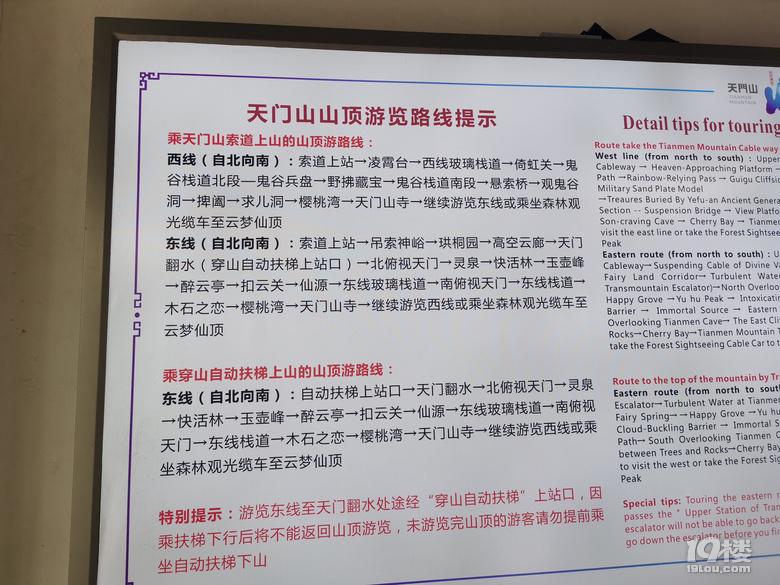 天门山山顶游览路线提示
乘天门山索道上山的山顶游路线：
西线（自北向南）：索道上站→凌霄台→西线玻璃栈道→倚虹关→鬼
谷栈道北段—鬼谷兵盘→野拂藏宝→鬼谷栈道南段→悬索桥→观鬼谷
洞→捭阖→求儿洞→樱桃湾→天门山寺→继续游览东线或乘坐森林观
光缆车至云梦仙顶
东线（自北向南）：索道上站→吊索神峪→珙桐园→高空云廊→天门
翻水（穿山自动扶梯上站口）→北俯视天门→灵泉→快活林→玉壶峰
→醉云亭→扣云关→仙源→东线玻璃栈道→南俯视天门→东线栈道→
木石之恋→樱桃湾→天门山寺→继续游览西线或乘坐森林观光缆车至
云梦仙顶
乘穿山自动扶梯上山的山顶游路线：
东线（自北向南）：自动扶梯上站口→天门翻水→北俯视天门→灵泉
→快活林→玉壶峰→醉云亭→扣云关→仙源→东线玻璃栈道→南俯视
天门→东线栈道→木石之恋→樱桃湾→天门山寺→继续游览西线或乘
坐森林观光缆车至云梦仙顶
特别提示：游览东线至天门翻水处途经“穿山自动扶梯”上站口，因
乘扶梯下行后将不能返回山顶游览，未游览完山顶的游客请勿提前乘
坐自动扶梯下山
天門山
TIANMEN
MOUNTAIN
Detail tips for touring
Route take the Tianmen Mountain Cable way
West line (from north to south) : Upper
Cableway → Heaven-Approaching Platform →
Path →Rainbow-Relying Pass → Guigu Cliffsi
Military Sand Plate Model
→Treaures Buried By Yefu-an Ancient Genera
Section -- Suspension Bridge → View Platfo
Son-craving Cave → Cherry Bay → Tianmen
visit the east line or take the Forest Sightseeing
Peak
Eastern route (from north to south) : U
Cableway→Suspending Cable of Divine Va
Fairy Land Corridor→ Turbulent Water
Transmountain Escalator)→North Overloo
Happy Grove →Yu hu Peak → Intoxicatin
Barrier → Immortal Source → Eastern
Overlooking Tianmen Cave→ The East Cli
Rocks→Cherry Bay→Tianmen Mountain T
take the Forest Sightseeing Cable Car to t
Route to the top of the mountain by Tr
Eastern route (from north to south
Escalator→Turbulent Water at Tianmen
Fairy Spring→ →Happy Grove →Yu hu
Cloud-Buckling Barrier → Immortal S
Path→ South Overlooking Tianmen C
between Trees and Rocks→Cherry Bay
to visit the west or take the Forest Sigh
Peak
Special tips: Touring the eastern r
passes the " Upper Station of Tran
escalator will not be able to go back
go down the escalator before you fin
19楼
19lou.com